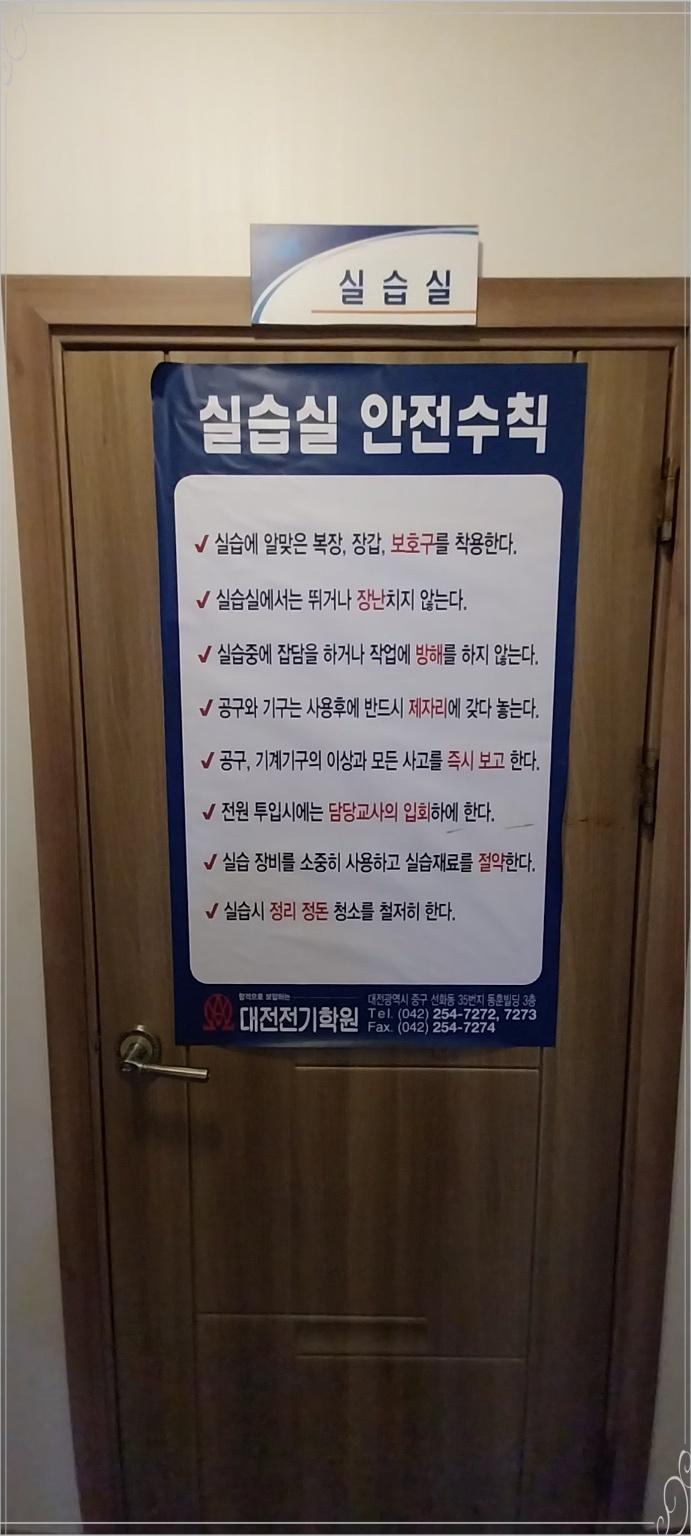 실습실
실습실 안전수칙
✓ 실습에 알맞은 복장, 장갑, 보호구를 착용한다.
✓ 실습실에서는 뛰거나 장난치지 않는다.
✓ 실습중에 잡담을 하거나 작업에 방해를 하지 않는다.
✓ 공구와 기구는 사용후에 반드시 제자리에 갖다 놓는다.
✓ 공구, 기계기구의 이상과 모든 사고를 즉시 보고 한다.
✓ 전원 투입시에는 담당교사의 입회하에 한다.
✓ 실습 장비를 소중히 사용하고 실습재료를 절약한다.
✓ 실습시 정리 정돈 청소를 철저히 한다.
합격으로 보답하는
대전전기학원
대전광역시 중구 선화동 35번지 동훈빌딩 3층
Tel. (042) 254-7272, 7273
Fax. (042) 254-7274